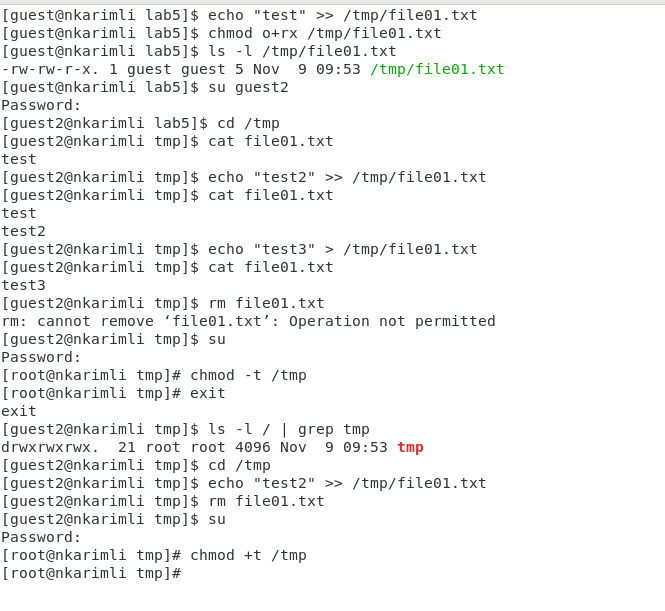 [guest@nkarimli lab5]$ echo "test" >> /tmp/file01.txt
[guest@nkarimli lab5]$ chmod o+rx /tmp/file01.txt
[guest@nkarimli lab5]$ ls -l /tmp/file01.txt
-rw-rw-r-x. 1 guest guest 5 Nov  9 09:53 /tmp/file01.txt
[guest@nkarimli lab5]$ su guest2
Password:
[guest2@nkarimli lab5]$ cd /tmp
[guest2@nkarimli tmp]$ cat file01.txt
test
[guest2@nkarimli tmp]$ echo "test2" >> /tmp/file01.txt
[guest2@nkarimli tmp]$ cat file01.txt
test
test2
[guest2@nkarimli tmp]$ echo "test3" > /tmp/file01.txt
[guest2@nkarimli tmp]$ cat file01.txt
test3
[guest2@nkarimli tmp]$ rm file01.txt
rm: cannot remove ‘file01.txt’: Operation not permitted
[guest2@nkarimli tmp]$ su
Password:
[root@nkarimli tmp]# chmod -t /tmp
[root@nkarimli tmp]# exit
exit
[guest2@nkarimli tmp]$ ls -l / | grep tmp
drwxrwxrwx.  21 root root 4096 Nov  9 09:53 tmp
[guest2@nkarimli tmp]$ cd /tmp
[guest2@nkarimli tmp]$ echo "test2" >> /tmp/file01.txt
[guest2@nkarimli tmp]$ rm file01.txt
[guest2@nkarimli tmp]$ su
Password:
[root@nkarimli tmp]# chmod +t /tmp
[root@nkarimli tmp]#